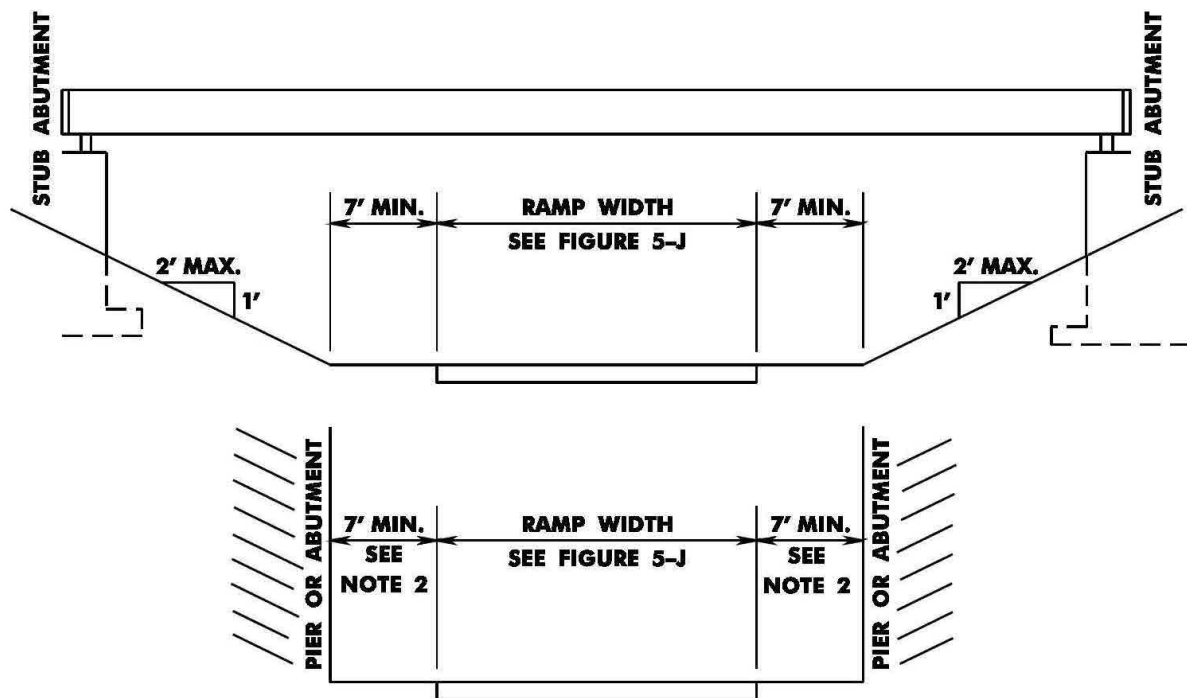 STUB ABUTMENT
STUB ABUTMENT
7' MIN.
RAMP WIDTH
7' MIN.
SEE FIGURE 5–J
2' MAX.
1'
2' MAX.
1'
PIER OR ABUTMENT
PIER OR ABUTMENT
7' MIN.
RAMP WIDTH
7' MIN.
SEE
SEE FIGURE 5–J
SEE
NOTE 2
NOTE 2